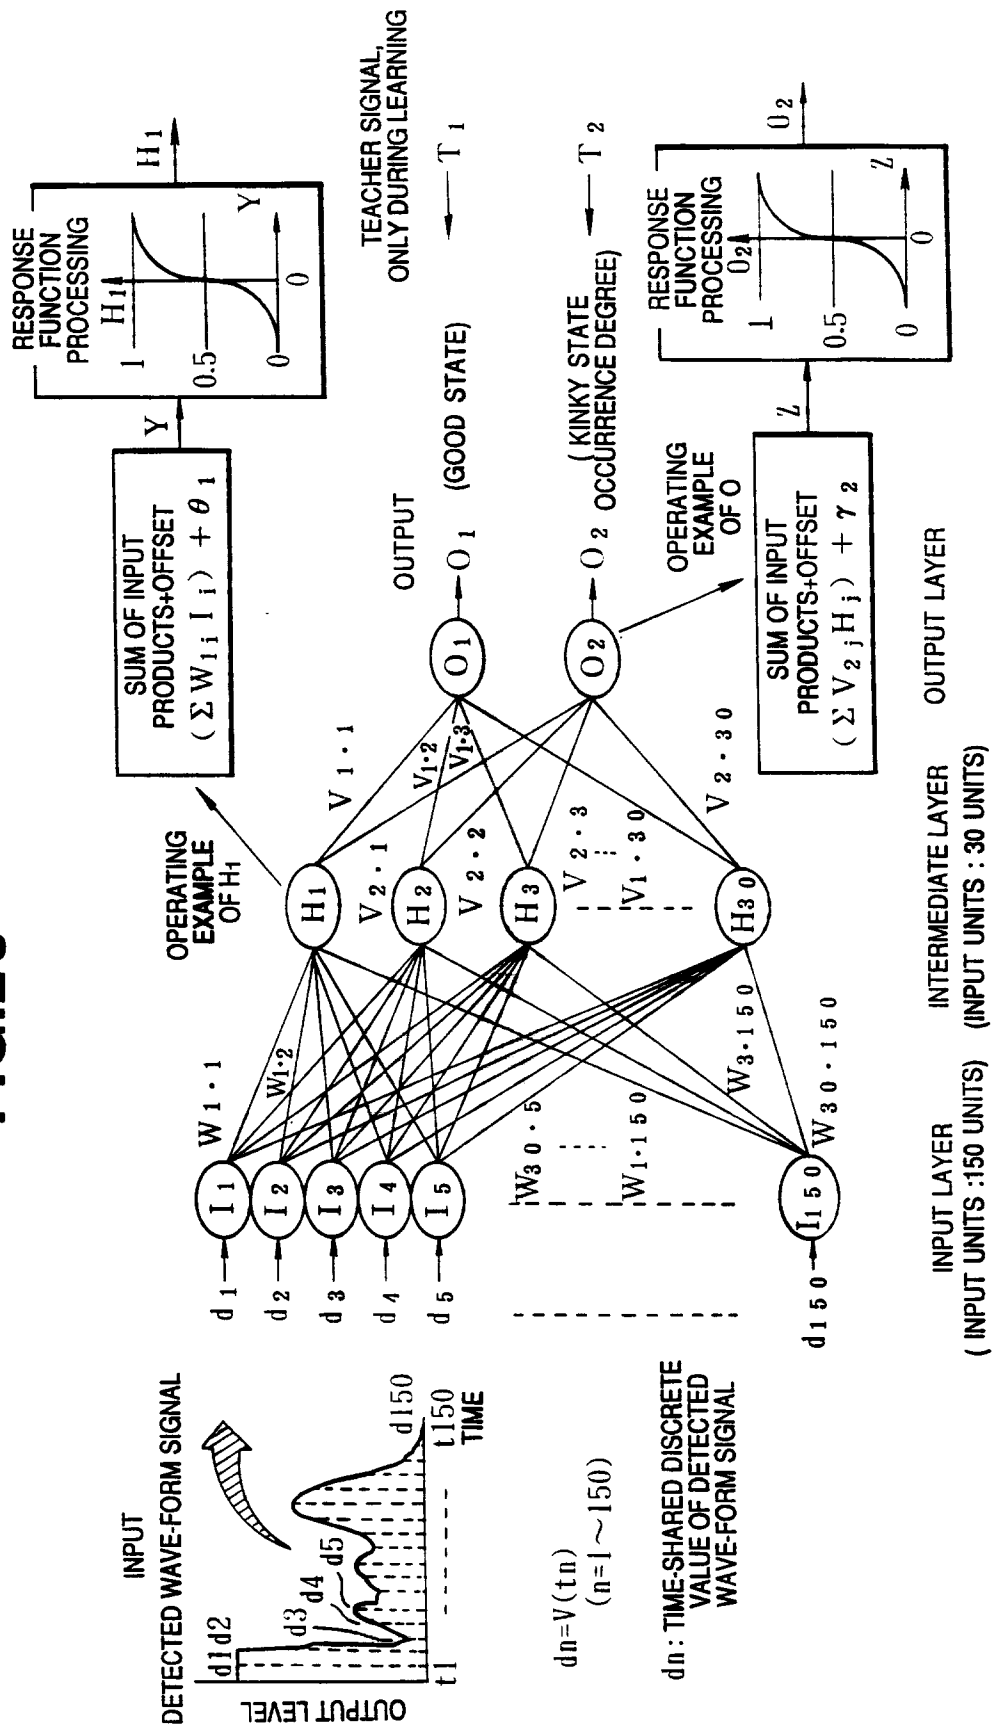 INPUT
DETECTED WAVE-FORM SIGNAL
OUTPUT LEVEL
d1 d2
d3
d4
d5
d150
t1
t150
TIME
dn=V(tn)
(n=1~150)
dn: TIME-SHARED DISCRETE
VALUE OF DETECTED
WAVE-FORM SIGNAL
d1
d2
d3
d4
d5
d150
I1
I2
I3
I4
I5
I150
W1·1
W1·2
W30·5
W1·150
W3·150
W30·150
INPUT LAYER
( INPUT UNITS :150 UNITS)
OPERATING
EXAMPLE
OF H1
H1
H2
H3
H30
V1·1
V1·2
V1·3
V2·1
V2·2
V2·3
V1·30
V2·30
INTERMEDIATE LAYER
(INPUT UNITS : 30 UNITS)
SUM OF INPUT
PRODUCTS+OFFSET
(ΣW1i Ii) + θ1
Y
RESPONSE
FUNCTION
PROCESSING
H1
1
0.5
0
0
Y
H1
OUTPUT
O1
O1
(GOOD STATE)
O2
O2
( KINKY STATE
OCCURRENCE DEGREE)
TEACHER SIGNAL,
ONLY DURING LEARNING
T1
T2
OPERATING
EXAMPLE
OF O
SUM OF INPUT
PRODUCTS+OFFSET
(ΣV2j Hj) + γ2
Z
RESPONSE
FUNCTION
PROCESSING
O2
1
0.5
0
0
Z
O2
OUTPUT LAYER